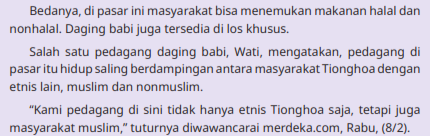 Bedanya, di pasar ini masyarakat bisa menemukan makanan halal dan
nonhalal. Daging babi juga tersedia di los khusus.
Salah satu pedagang daging babi, Wati, mengatakan, pedagang di
pasar itu hidup saling berdampingan antara masyarakat Tionghoa dengan
etnis lain, muslim dan nonmuslim.
“Kami pedagang di sini tidak hanya etnis Tionghoa saja, tetapi juga
masyarakat muslim,” tuturnya diwawancarai merdeka.com, Rabu, (8/2).